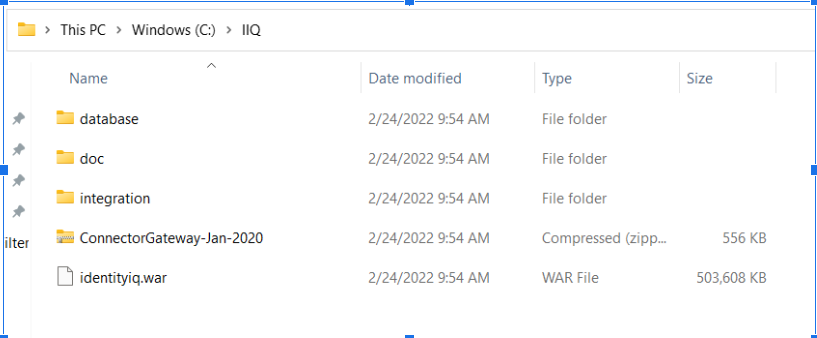 This PC > Windows (C:) > IIQ
Name Date modified Type Size
database 2/24/2022 9:54 AM File folder
doc 2/24/2022 9:54 AM File folder
integration 2/24/2022 9:54 AM File folder
ConnectorGateway-Jan-2020 2/24/2022 9:54 AM Compressed (zipp... 556 KB
ilter
identityiq.war 2/24/2022 9:54 AM WAR File 503,608 KB